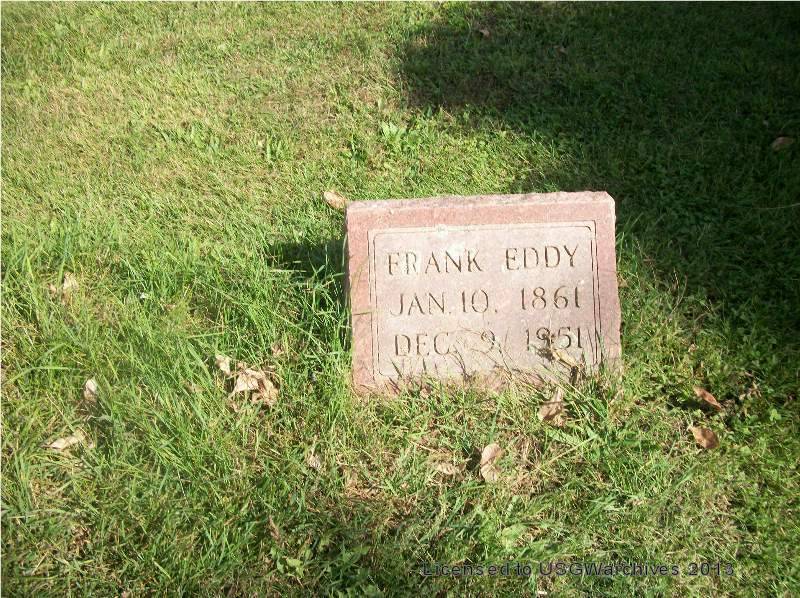 FRANK EDDY
JAN. 10, 1861
DEC. 9, 1951
Licensed to USGWarchives 2013